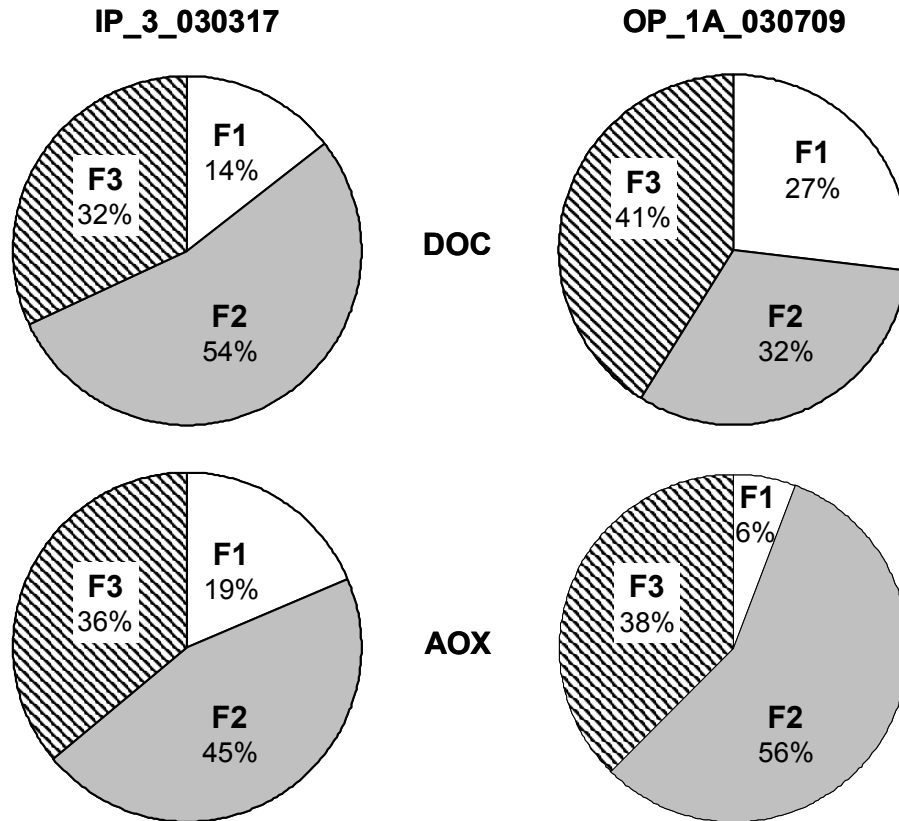 IP_3_030317
OP_1A_030709
F1
14%
F3
32%
F2
54%
DOC
F1
27%
F3
41%
F2
32%
F1
19%
F3
36%
F2
45%
AOX
F1
6%
F3
38%
F2
56%